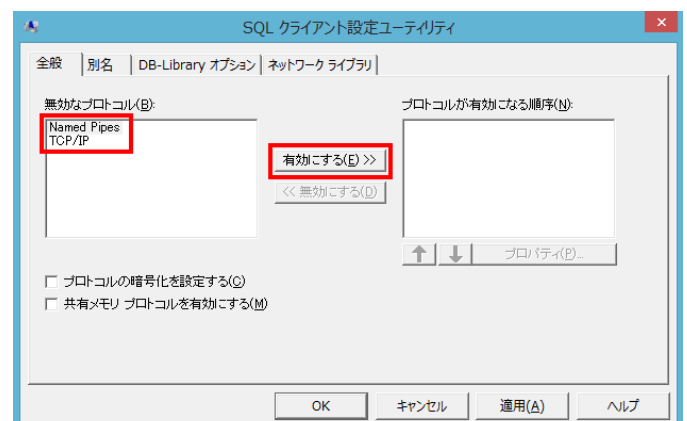 SQL クライアント設定ユーティリティ
全般 別名 DB-Library オプション ネットワーク ライブラリ
無効なプロトコル(B): プロトコルが有効になる順序(N):
Named Pipes
TCP/IP
有効にする(E) >>
<< 無効にする(D)
プロパティ(P)...
プロトコルの暗号化を設定する(C)
共有メモリ プロトコルを有効にする(M)
OK キャンセル 適用(A) ヘルプ